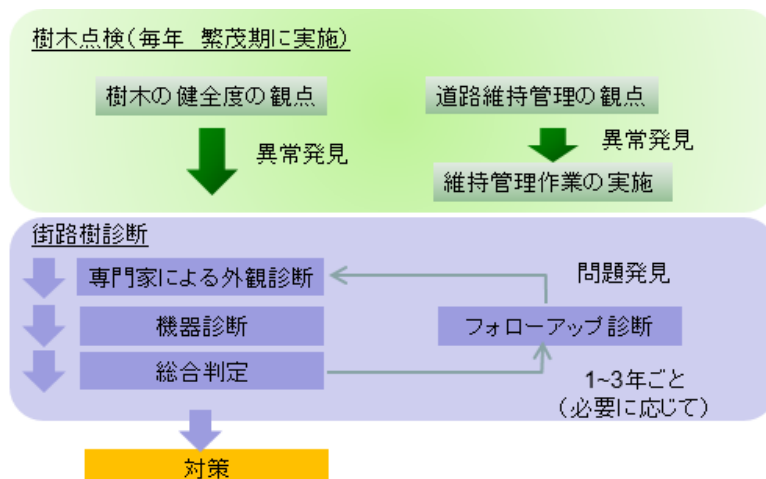 樹木点検(毎年 繁茂期に実施)
樹木の健全度の観点
道路維持管理の観点
異常発見
異常発見
維持管理作業の実施
街路樹診断
専門家による外観診断
問題発見
機器診断
フォローアップ診断
総合判定
1~3年ごと
(必要に応じて)
対策